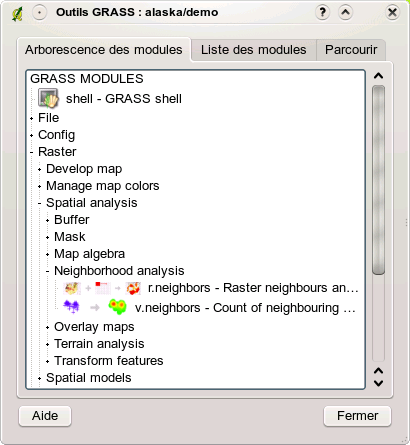 Outils GRASS : alaska/demo
Arborescence des modules
Liste des modules
Parcourir
GRASS MODULES
shell - GRASS shell
File
Config
Raster
Develop map
Manage map colors
Spatial analysis
Buffer
Mask
Map algebra
Neighborhood analysis
r.neighbors - Raster neighbours an...
v.neighbors - Count of neighbouring ...
Overlay maps
Terrain analysis
Transform features
Spatial models
Aide
Fermer